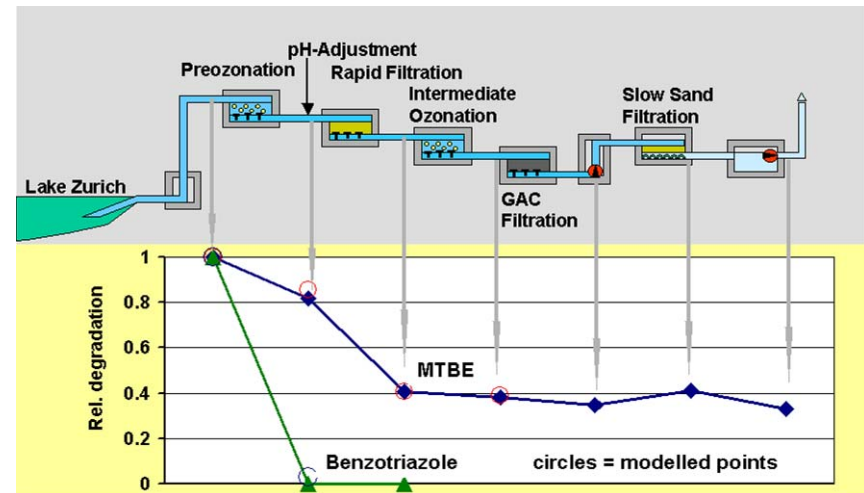 pH-Adjustment
Preozonation
Rapid Filtration
Intermediate
Ozonation
Slow Sand
Filtration
Lake Zurich
GAC
Filtration
1
0.8
0.6
0.4
0.2
0
Rel. degradation
MTBE
Benzotriazole
circles = modelled points